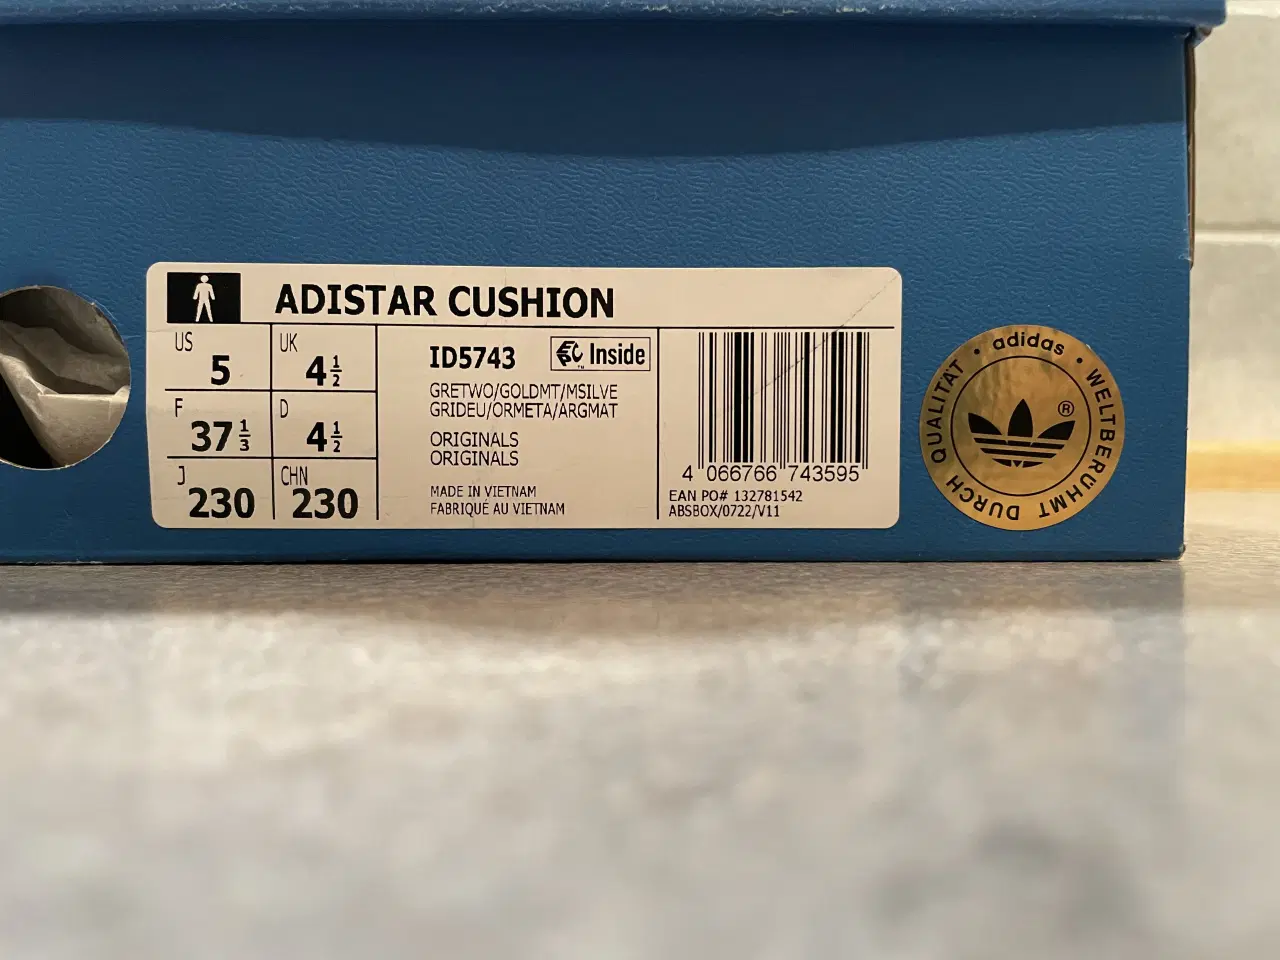 ADISTAR CUSHION
US
5
UK
4 1/2
F
37 1/3
D
4 1/2
J
230
CHN
230
ID5743
Inside
GRETWO/GOLDMT/MSILVE
GRIDEU/ORMETA/ARGMAT
ORIGINALS
ORIGINALS
MADE IN VIETNAM
FABRIQUÉ AU VIETNAM
4 066766 743595
EAN PO# 132781542
ABSBOX/0722/V11
• adidas • WELTBERÜHMT DURCH QUALITÄT
®